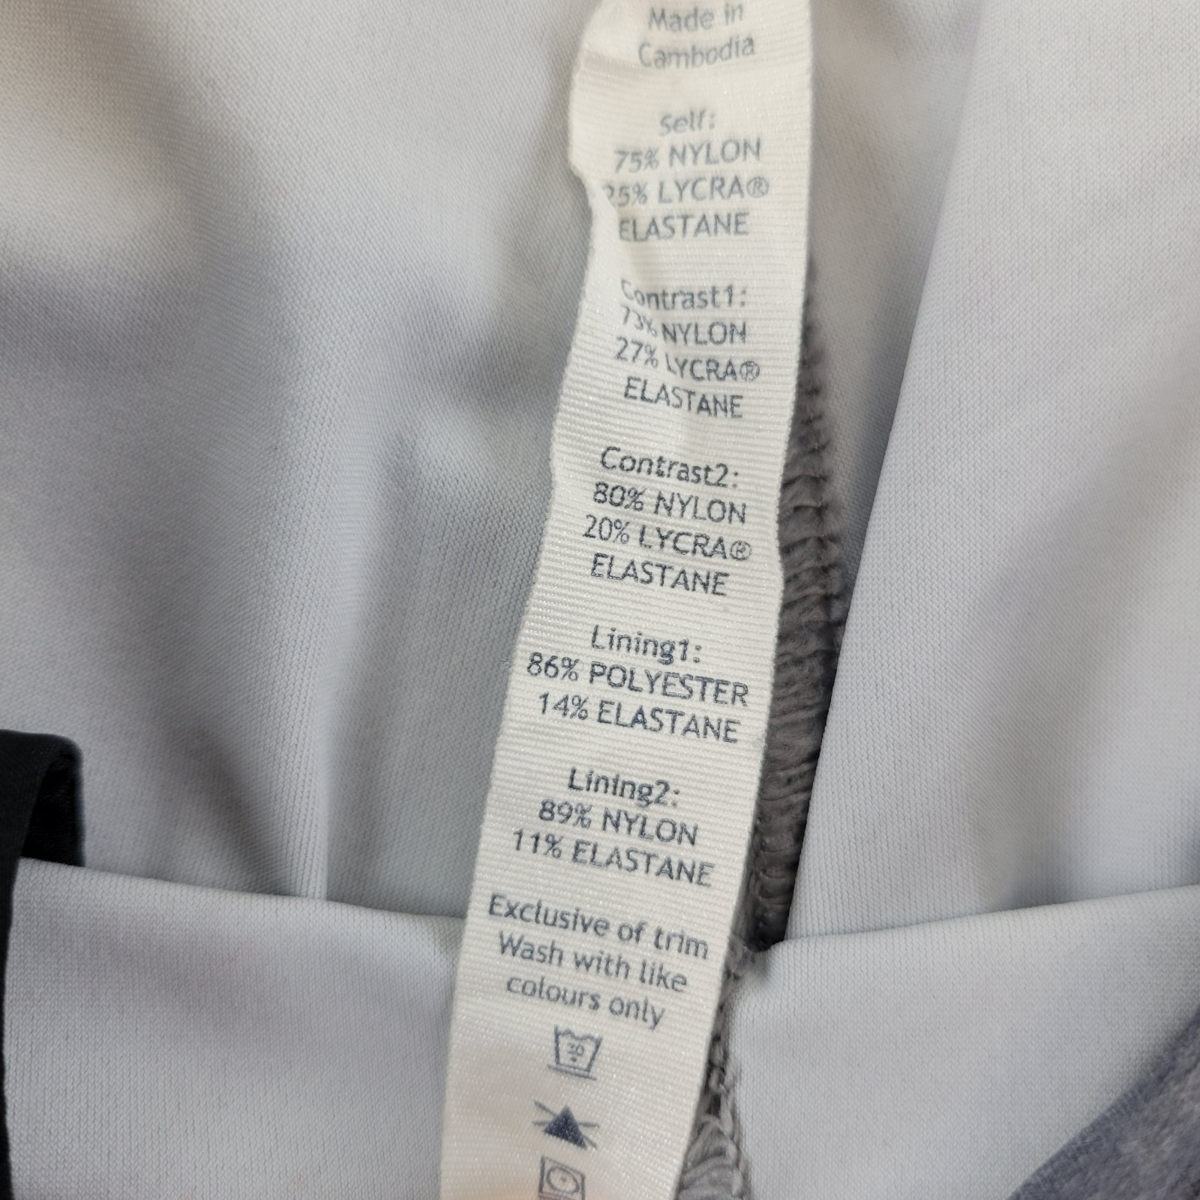 Made in
Cambodia
Self:
75% NYLON
25% LYCRA®
ELASTANE
Contrast1:
73% NYLON
27% LYCRA®
ELASTANE
Contrast2:
80% NYLON
20% LYCRA®
ELASTANE
Lining1:
86% POLYESTER
14% ELASTANE
Lining2:
89% NYLON
11% ELASTANE
Exclusive of trim
Wash with like
colours only
30